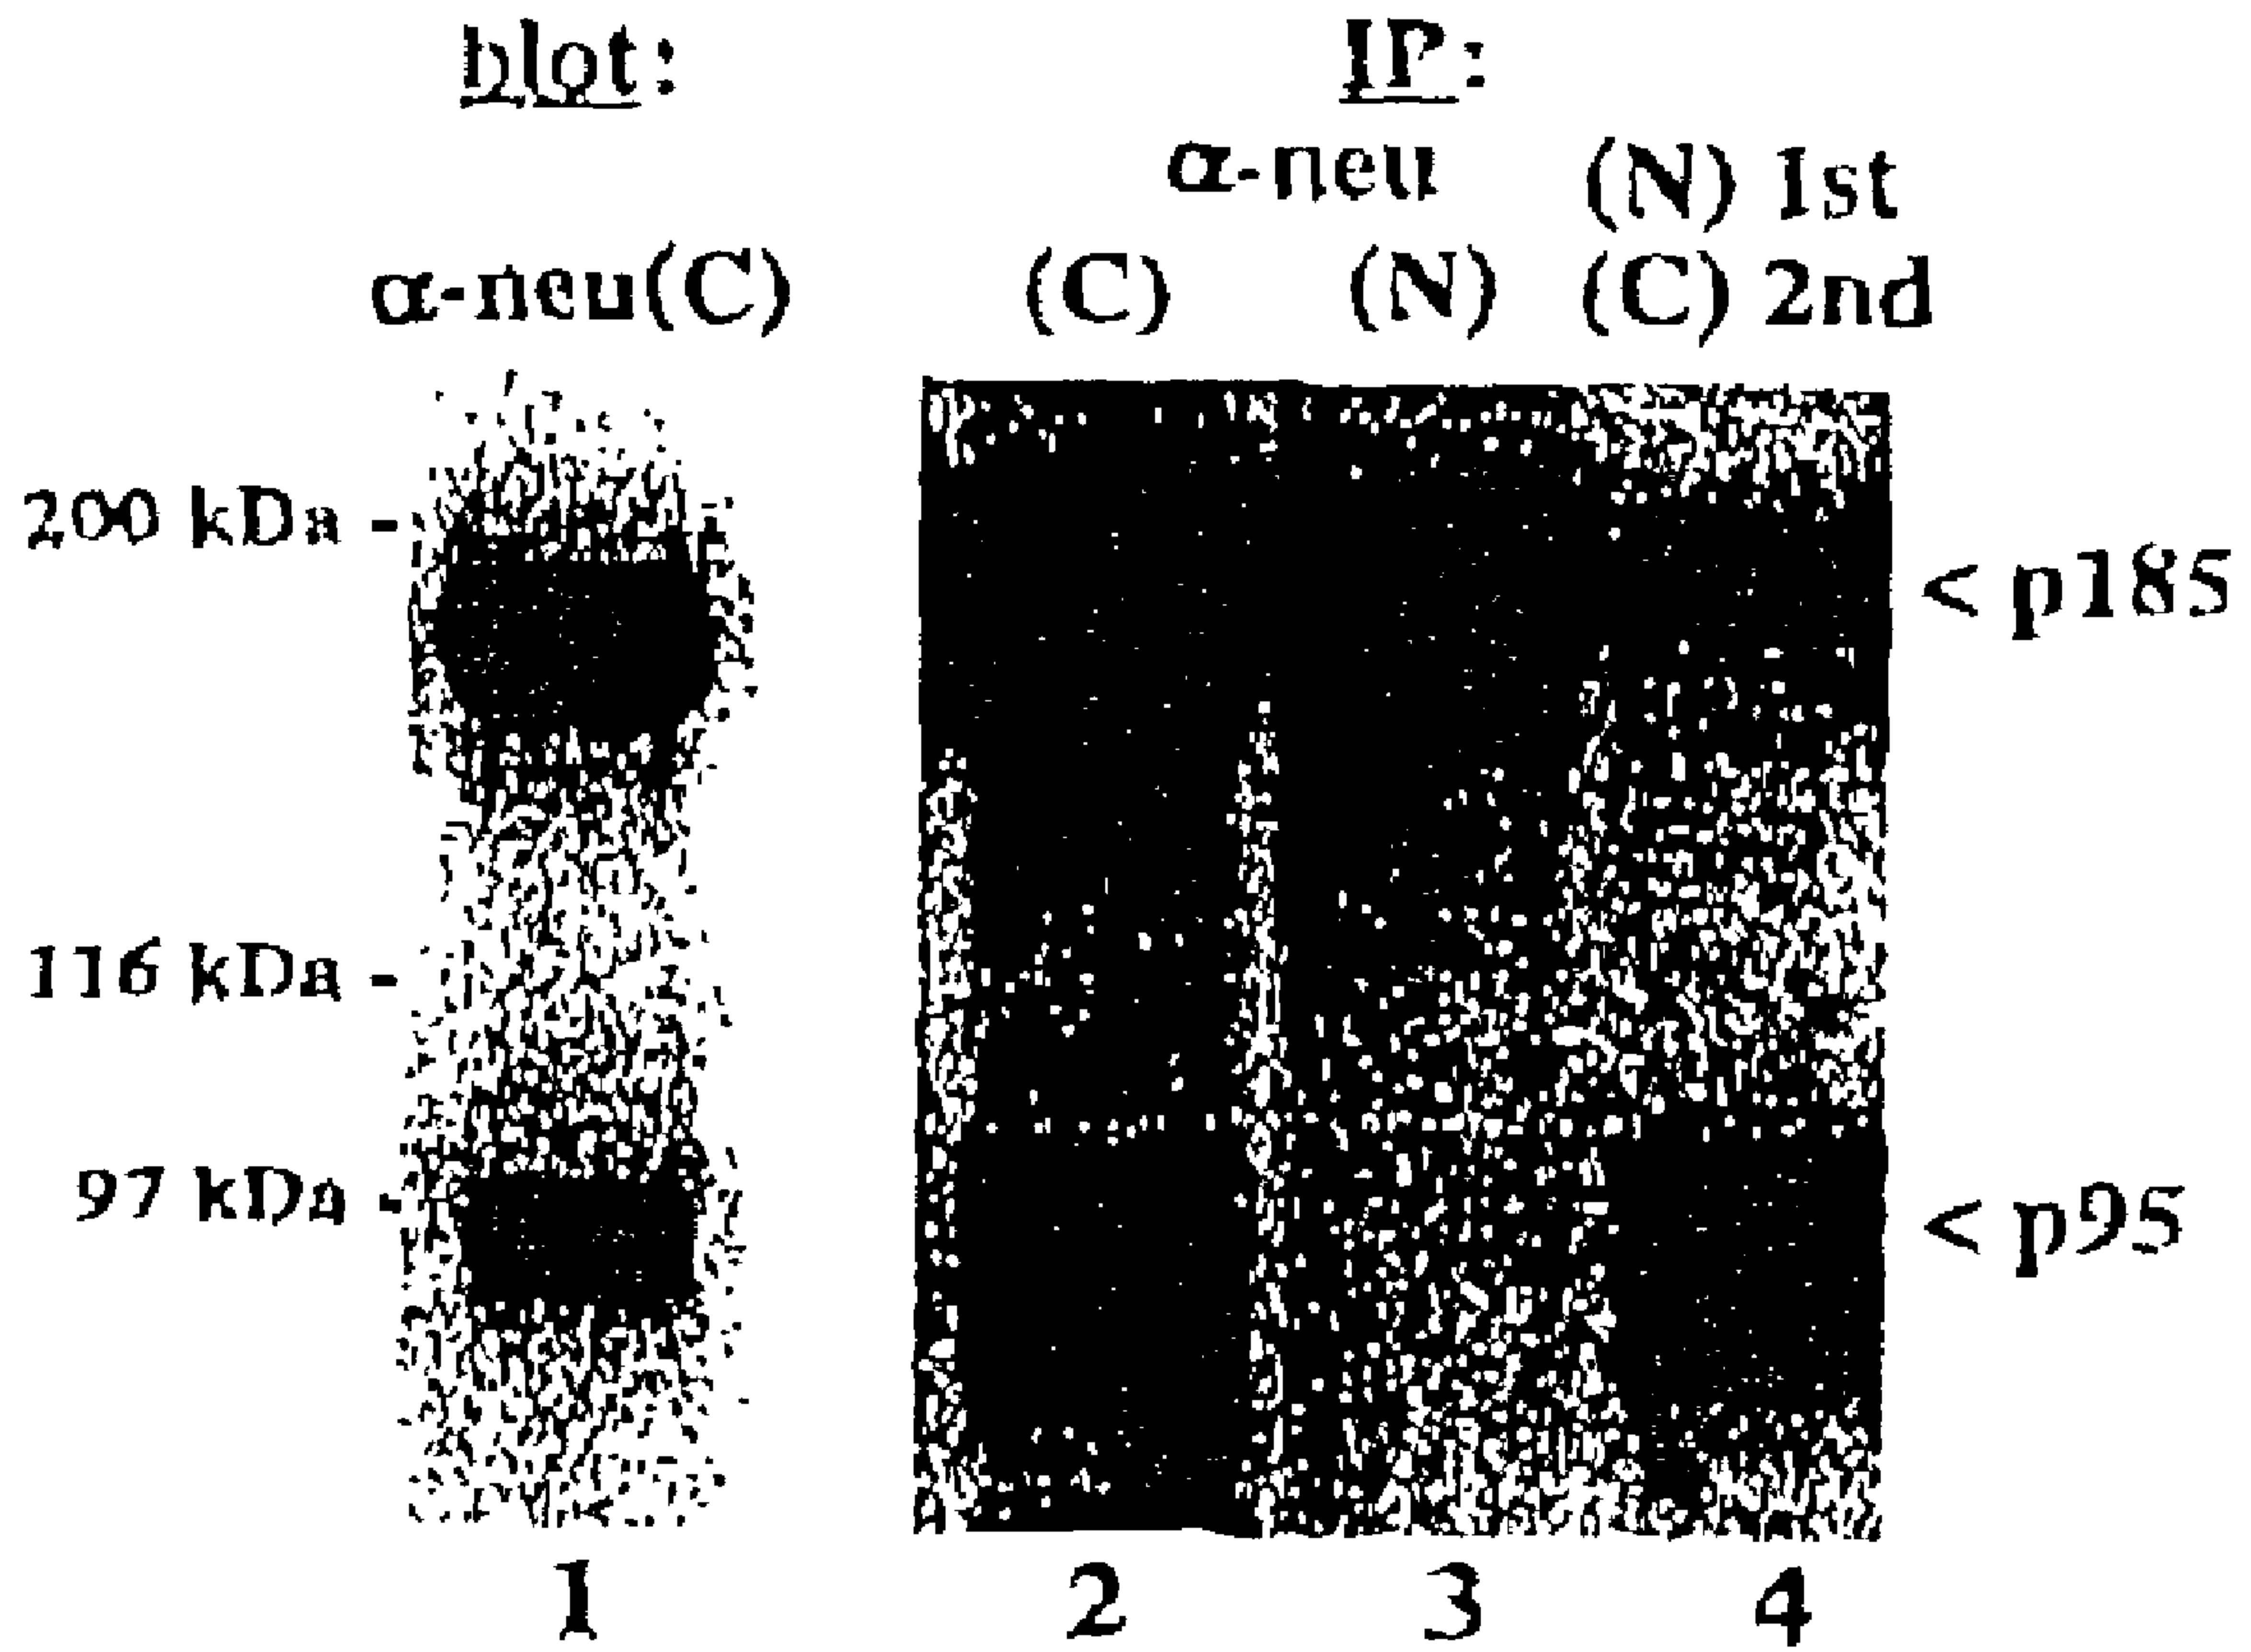 blot: IP:
α-neu (N) 1st
α-neu(C) (C) (N) (C) 2nd
200 kDa -
< p185
116 kDa -
97 kDa -
< p95
1 2 3 4